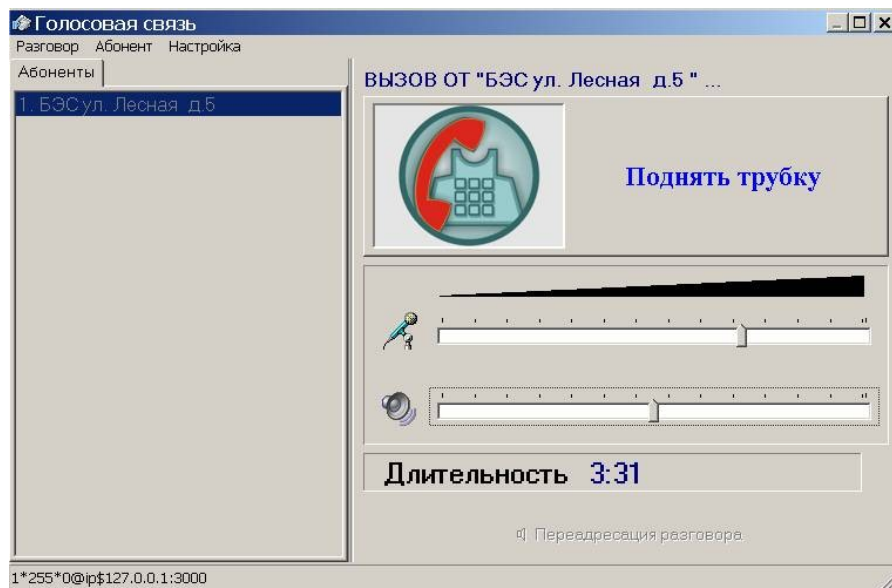 Голосовая связь
Разговор Абонент Настройка
Абоненты
1. БЭС ул. Лесная д.5
ВЫЗОВ ОТ "БЭС ул. Лесная д.5 " ...
Поднять трубку
Длительность 3:31
Переадресация разговора
1*255*0@ip$127.0.0.1:3000